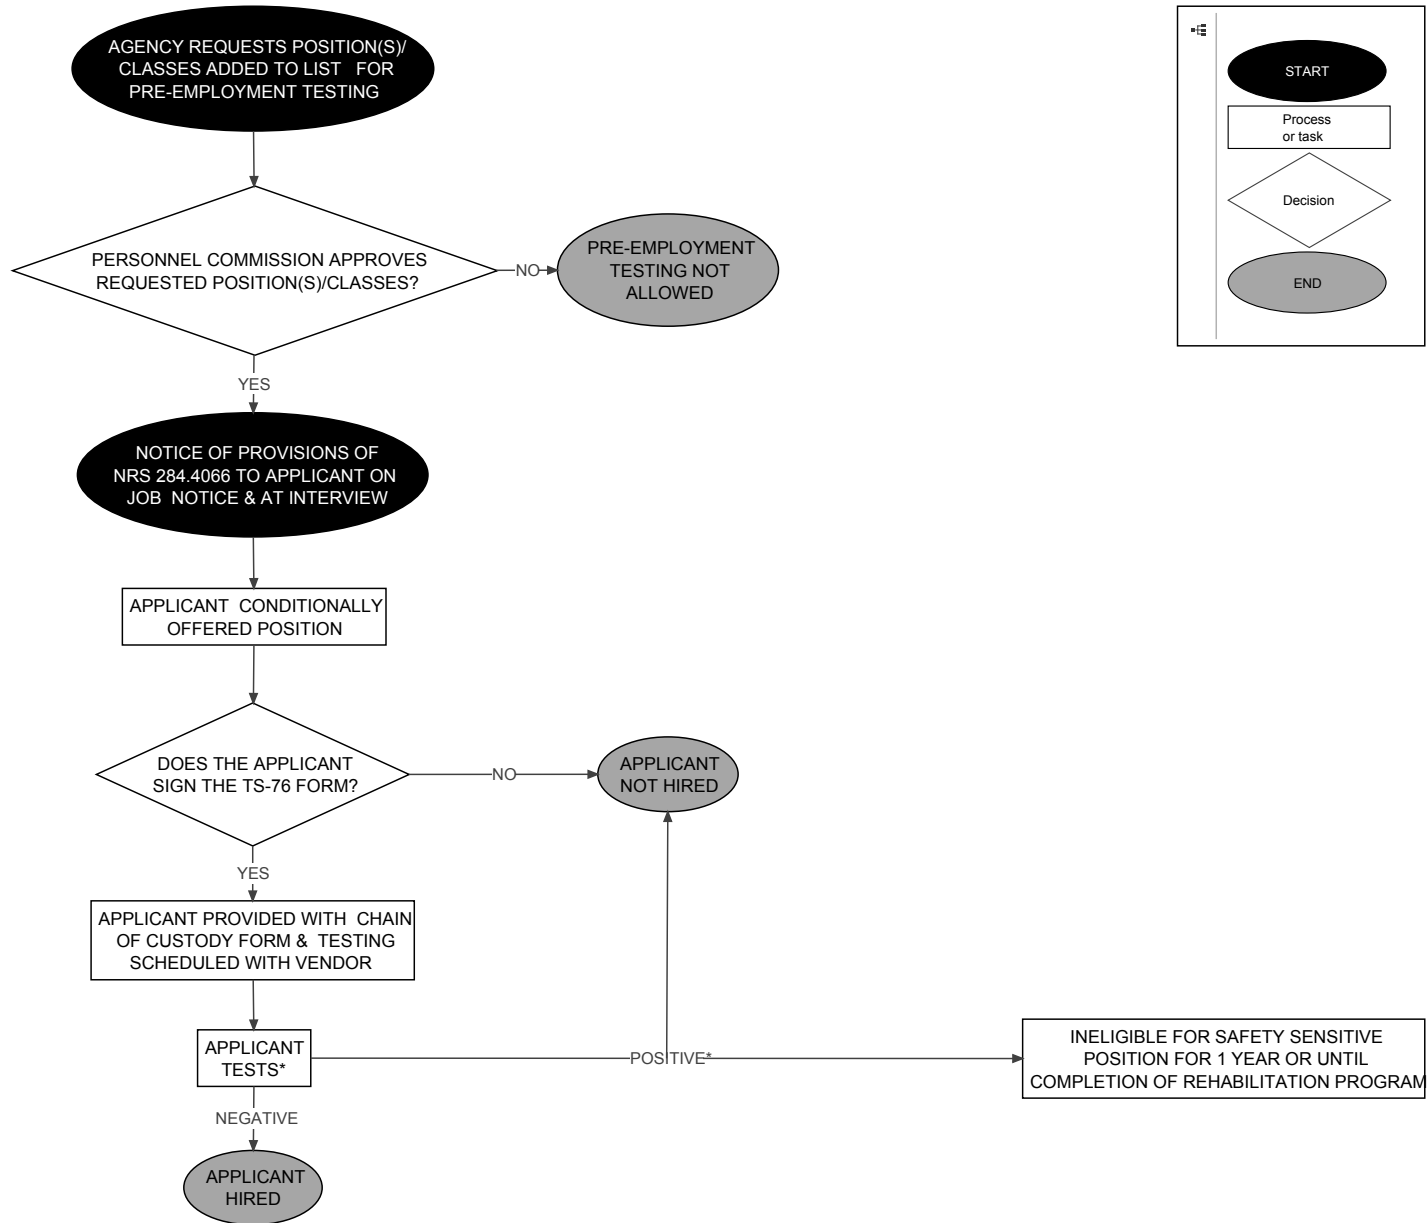 AGENCY REQUESTS POSITION(S)/
CLASSES ADDED TO LIST FOR
PRE-EMPLOYMENT TESTING
START
Process
or task
Decision
END
PERSONNEL COMMISSION APPROVES
REQUESTED POSITION(S)/CLASSES?
NO
PRE-EMPLOYMENT
TESTING NOT
ALLOWED
YES
NOTICE OF PROVISIONS OF
NRS 284.4066 TO APPLICANT ON
JOB NOTICE & AT INTERVIEW
APPLICANT CONDITIONALLY
OFFERED POSITION
DOES THE APPLICANT
SIGN THE TS-76 FORM?
NO
APPLICANT
NOT HIRED
YES
APPLICANT PROVIDED WITH CHAIN
OF CUSTODY FORM & TESTING
SCHEDULED WITH VENDOR
APPLICANT
TESTS*
POSITIVE*
INELIGIBLE FOR SAFETY SENSITIVE
POSITION FOR 1 YEAR OR UNTIL
COMPLETION OF REHABILITATION PROGRAM
NEGATIVE
APPLICANT
HIRED